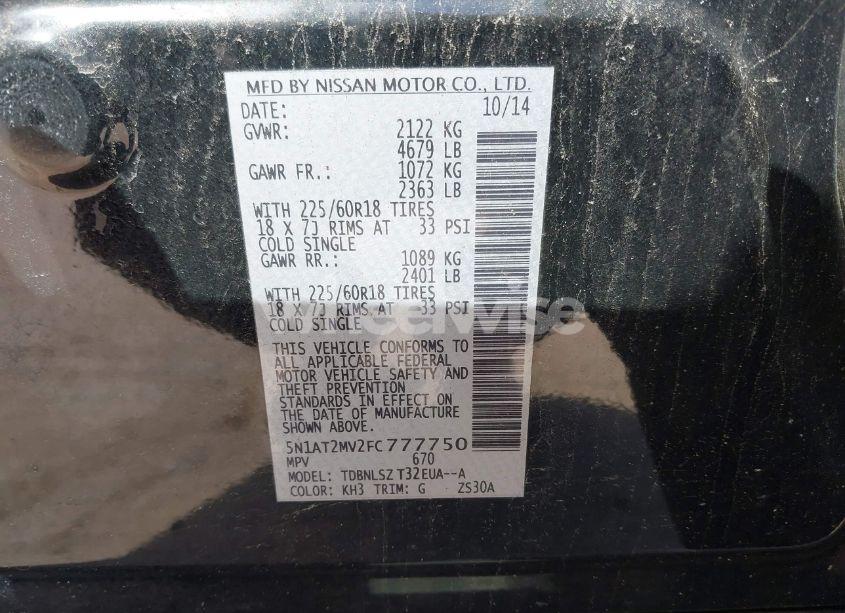 MFD BY NISSAN MOTOR CO., LTD.
DATE: 10/14
GVWR: 2122 KG
4679 LB
GAWR FR.: 1072 KG
2363 LB
WITH 225/60R18 TIRES
18 X 7J RIMS AT 33 PSI
COLD SINGLE
GAWR RR.: 1089 KG
2401 LB
WITH 225/60R18 TIRES
18 X 7J RIMS AT 33 PSI
COLD SINGLE
wheelwise
THIS VEHICLE CONFORMS TO
ALL APPLICABLE FEDERAL
MOTOR VEHICLE SAFETY AND
THEFT PREVENTION
STANDARDS IN EFFECT ON
THE DATE OF MANUFACTURE
SHOWN ABOVE.
5N1AT2MV2FC777750
MPV 670
MODEL: TDBNLSZ T32EUA--A
COLOR: KH3 TRIM: G ZS30A